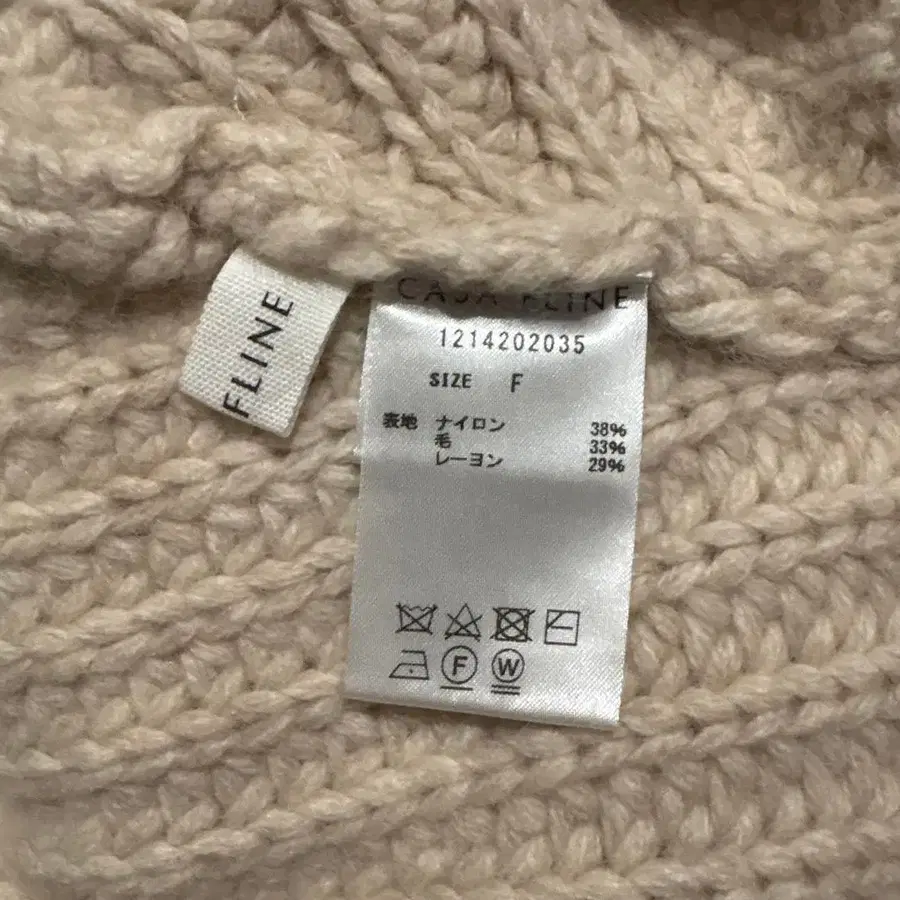 FLINE
CASA FLINE
1214202035
SIZE F
表地 ナイロン 38%
毛 33%
レーヨン 29%
F W